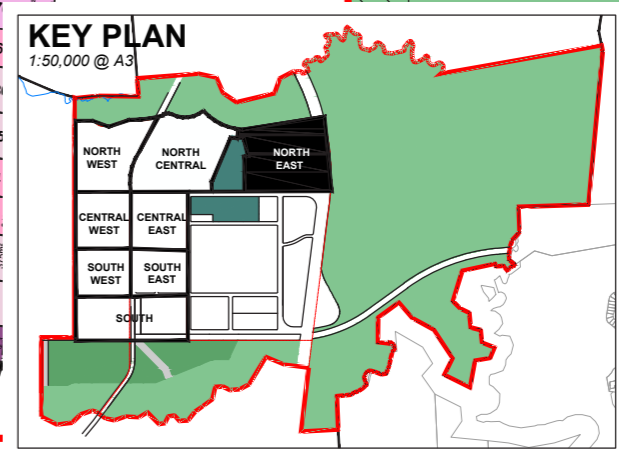 KEY PLAN
1:50,000 @ A3
NORTH
WEST
NORTH
CENTRAL
NORTH
EAST
CENTRAL
WEST
CENTRAL
EAST
SOUTH
WEST
SOUTH
EAST
SOUTH